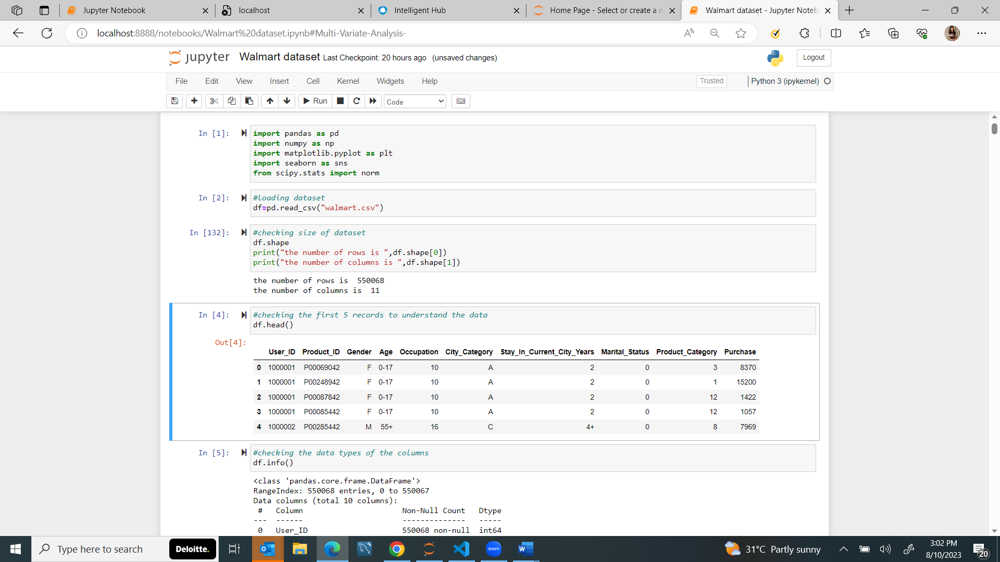 Jupyter Notebook
localhost
Intelligent Hub
Home Page - Select or create a n
Walmart dataset - Jupyter Noteb
localhost:8888/notebooks/Walmart%20dataset.ipynb#Multi-Variate-Analysis-
jupyter Walmart dataset Last Checkpoint: 20 hours ago (unsaved changes)
Logout
File Edit View Insert Cell Kernel Widgets Help
Trusted
Python 3 (ipykernel)
Run
Code
In [1]:
import pandas as pd
import numpy as np
import matplotlib.pyplot as plt
import seaborn as sns
from scipy.stats import norm
In [2]:
#loading dataset
df=pd.read_csv("walmart.csv")
In [132]:
#checking size of dataset
df.shape
print("the number of rows is ",df.shape[0])
print("the number of columns is ",df.shape[1])
the number of rows is  550068
the number of columns is  11
In [4]:
#checking the first 5 records to understand the data
df.head()
Out[4]:
User_ID Product_ID Gender Age Occupation City_Category Stay_In_Current_City_Years Marital_Status Product_Category Purchase
0 1000001 P00069042 F 0-17 10 A 2 0 3 8370
1 1000001 P00248942 F 0-17 10 A 2 0 1 15200
2 1000001 P00087842 F 0-17 10 A 2 0 12 1422
3 1000001 P00085442 F 0-17 10 A 2 0 12 1057
4 1000002 P00285442 M 55+ 16 C 4+ 0 8 7969
In [5]:
#checking the data types of the columns
df.info()
<class 'pandas.core.frame.DataFrame'>
RangeIndex: 550068 entries, 0 to 550067
Data columns (total 10 columns):
 #   Column                      Non-Null Count   Dtype
---  ------                      --------------   -----
 0   User_ID                     550068 non-null  int64
Type here to search
Deloitte.
zoom
31°C Partly sunny
3:02 PM
8/10/2023
20